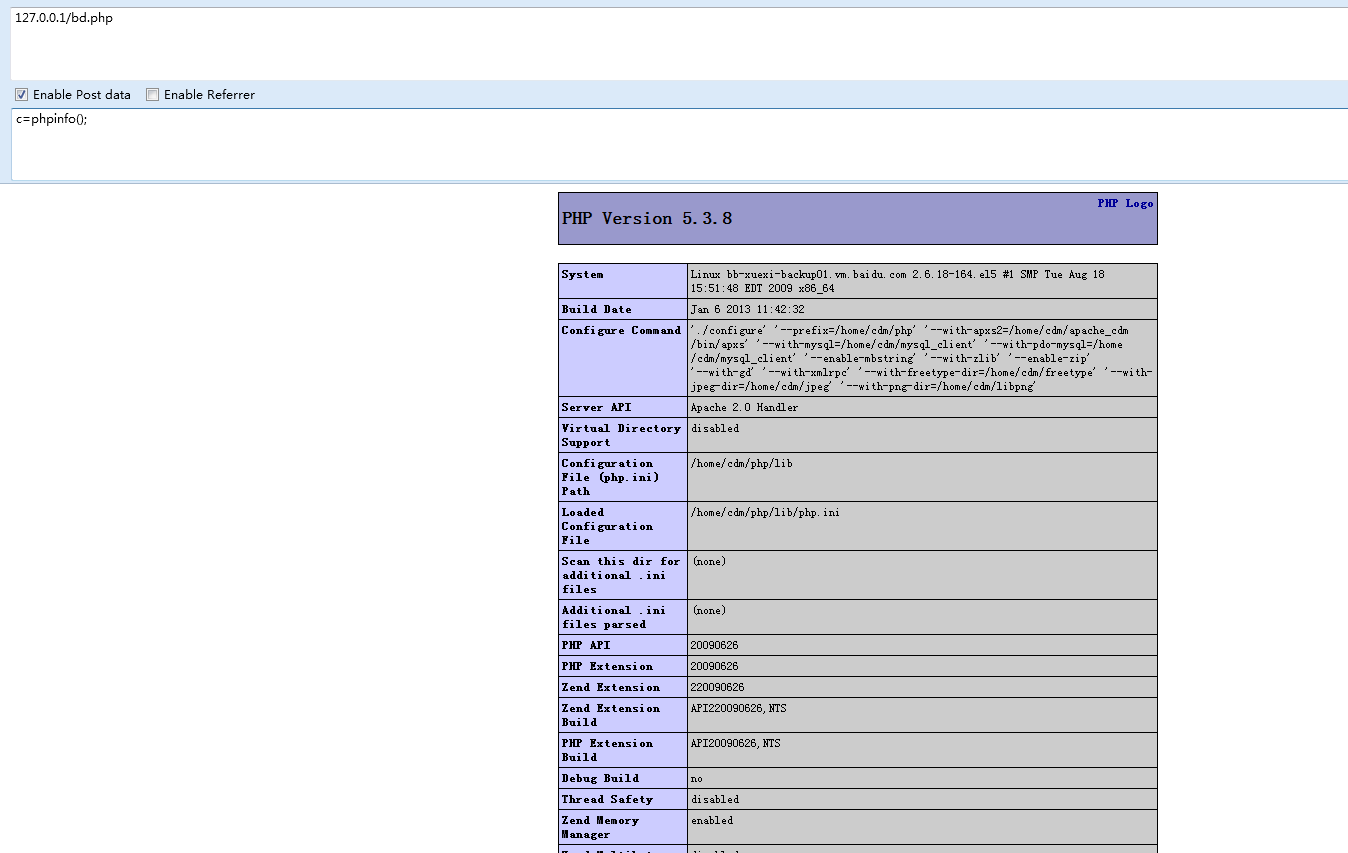 127.0.0.1/bd.php
Enable Post data Enable Referrer
c=phpinfo();
PHP Logo
PHP Version 5.3.8
System Linux bb-xuexi-backup01.vm.baidu.com 2.6.18-164.el5 #1 SMP Tue Aug 18
15:51:48 EDT 2009 x86_64
Build Date Jan 6 2013 11:42:32
Configure Command './configure' '--prefix=/home/cdm/php' '--with-apxs2=/home/cdm/apache_cdm
/bin/apxs' '--with-mysql=/home/cdm/mysql_client' '--with-pdo-mysql=/home
/cdm/mysql_client' '--enable-mbstring' '--with-zlib' '--enable-zip'
'--with-gd' '--with-xmlrpc' '--with-freetype-dir=/home/cdm/freetype' '--with-
jpeg-dir=/home/cdm/jpeg' '--with-png-dir=/home/cdm/libpng'
Server API Apache 2.0 Handler
Virtual Directory disabled
Support
Configuration /home/cdm/php/lib
File (php.ini)
Path
Loaded /home/cdm/php/lib/php.ini
Configuration
File
Scan this dir for (none)
additional .ini
files
Additional .ini (none)
files parsed
PHP API 20090626
PHP Extension 20090626
Zend Extension 220090626
Zend Extension API220090626,NTS
Build
PHP Extension API20090626,NTS
Build
Debug Build no
Thread Safety disabled
Zend Memory enabled
Manager